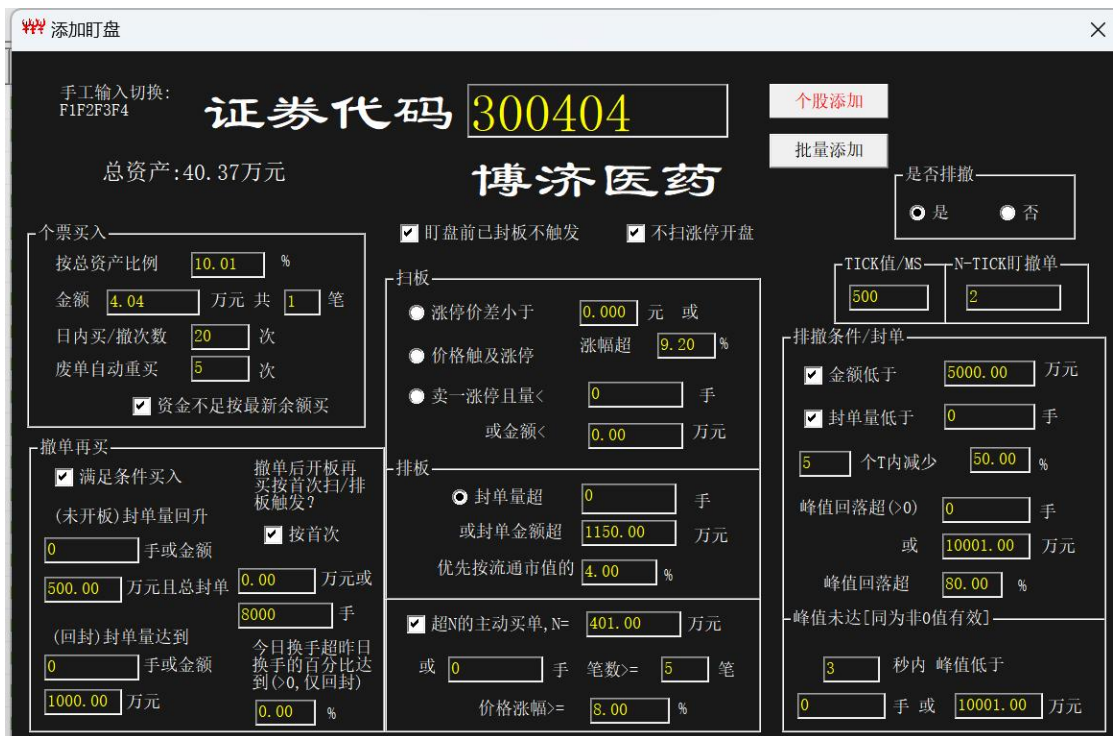 添加盯盘
手工输入切换:
F1F2F3F4
证券代码 300404
个股添加
批量添加
总资产:40.37万元
博济医药
是否排撤
是 否
个票买入
按总资产比例 10.01 %
金额 4.04 万元 共 1 笔
日内买/撤次数 20 次
废单自动重买 5 次
资金不足按最新余额买
盯盘前已封板不触发 不扫涨停开盘
扫板
涨停价差小于 0.000 元 或
价格触及涨停 涨幅超 9.20 %
卖一涨停且量< 0 手
或金额< 0.00 万元
TICK值/MS N-TICK盯撤单
500 2
排撤条件/封单
金额低于 5000.00 万元
封单量低于 0 手
5 个T内减少 50.00 %
峰值回落超(>0) 0 手
或 10001.00 万元
峰值回落超 80.00 %
撤单再买
满足条件买入
撤单后开板再
买按首次扫/排
板触发?
按首次
(未开板)封单量回升
0 手或金额
500.00 万元且总封单 0.00 万元或
8000 手
(回封)封单量达到
0 手或金额
1000.00 万元
今日换手超昨日
换手的百分比达
到(>0,仅回封)
0.00 %
排板
封单量超 0 手
或封单金额超 1150.00 万元
优先按流通市值的 4.00 %
超N的主动买单,N= 401.00 万元
或 0 手 笔数>= 5 笔
价格涨幅>= 8.00 %
峰值未达[同为非0值有效]
3 秒内 峰值低于
0 手 或 10001.00 万元